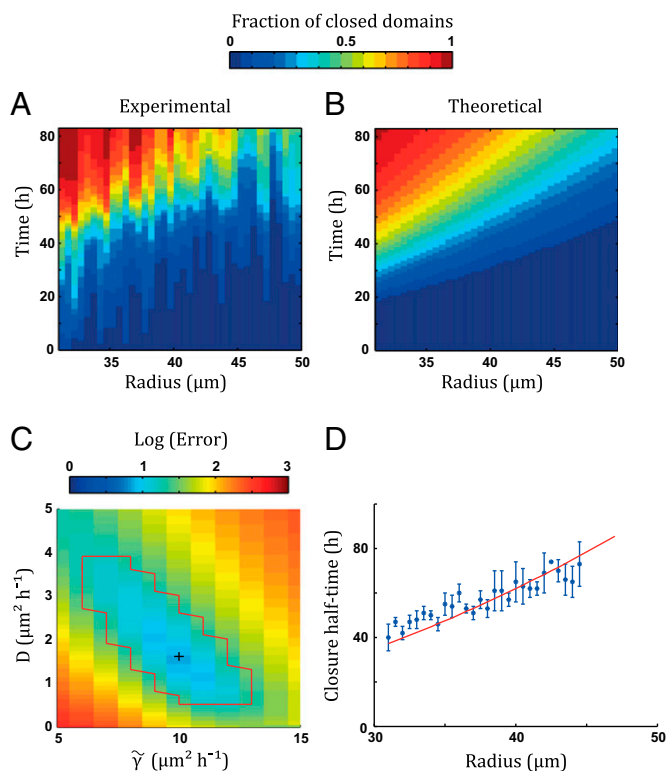 Fraction of closed domains
0 0.5 1
A Experimental
B Theoretical
Time (h)
80
60
40
20
0
35 40 45 50
Radius (μm)
Time (h)
80
60
40
20
0
35 40 45 50
Radius (μm)
C Log (Error)
0 1 2 3
D (μm² h⁻¹)
5
4
3
2
1
0
5 10 15
γ̃ (μm² h⁻¹)
D
Closure half-time (h)
80
60
40
20
0
30 40 50
Radius (μm)